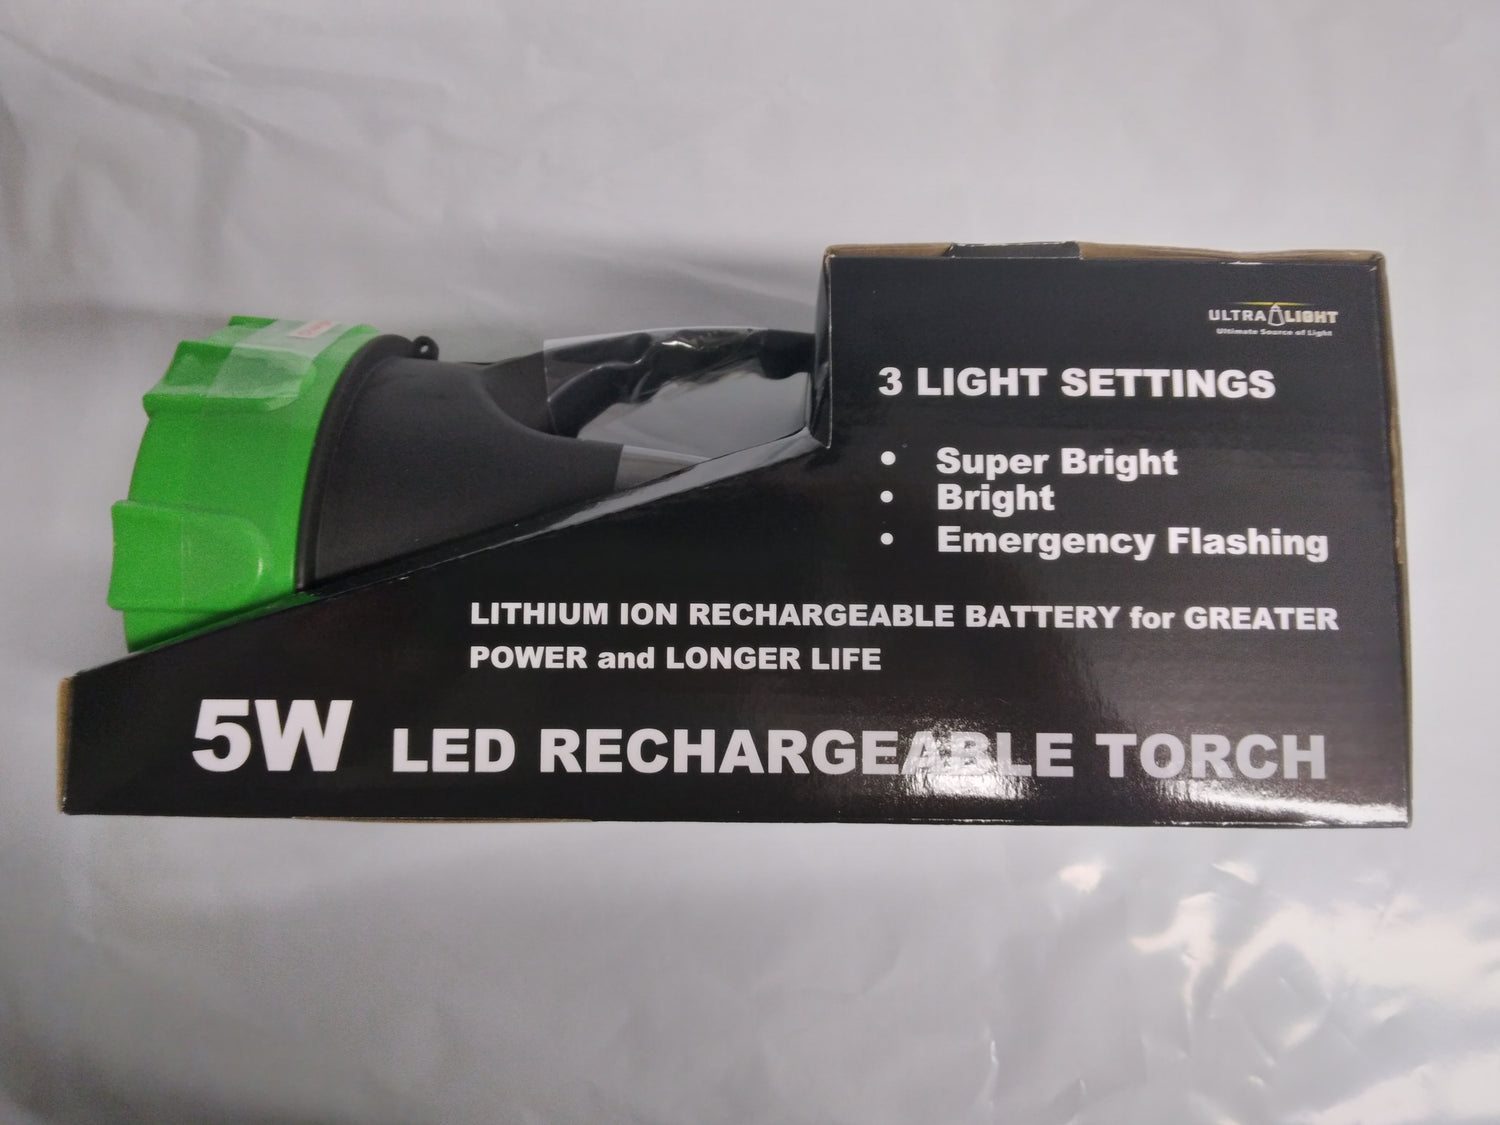 ULTRA LIGHT
Ultimate Source of Light
3 LIGHT SETTINGS
• Super Bright
• Bright
• Emergency Flashing
LITHIUM ION RECHARGEABLE BATTERY for GREATER
POWER and LONGER LIFE
5W LED RECHARGEABLE TORCH